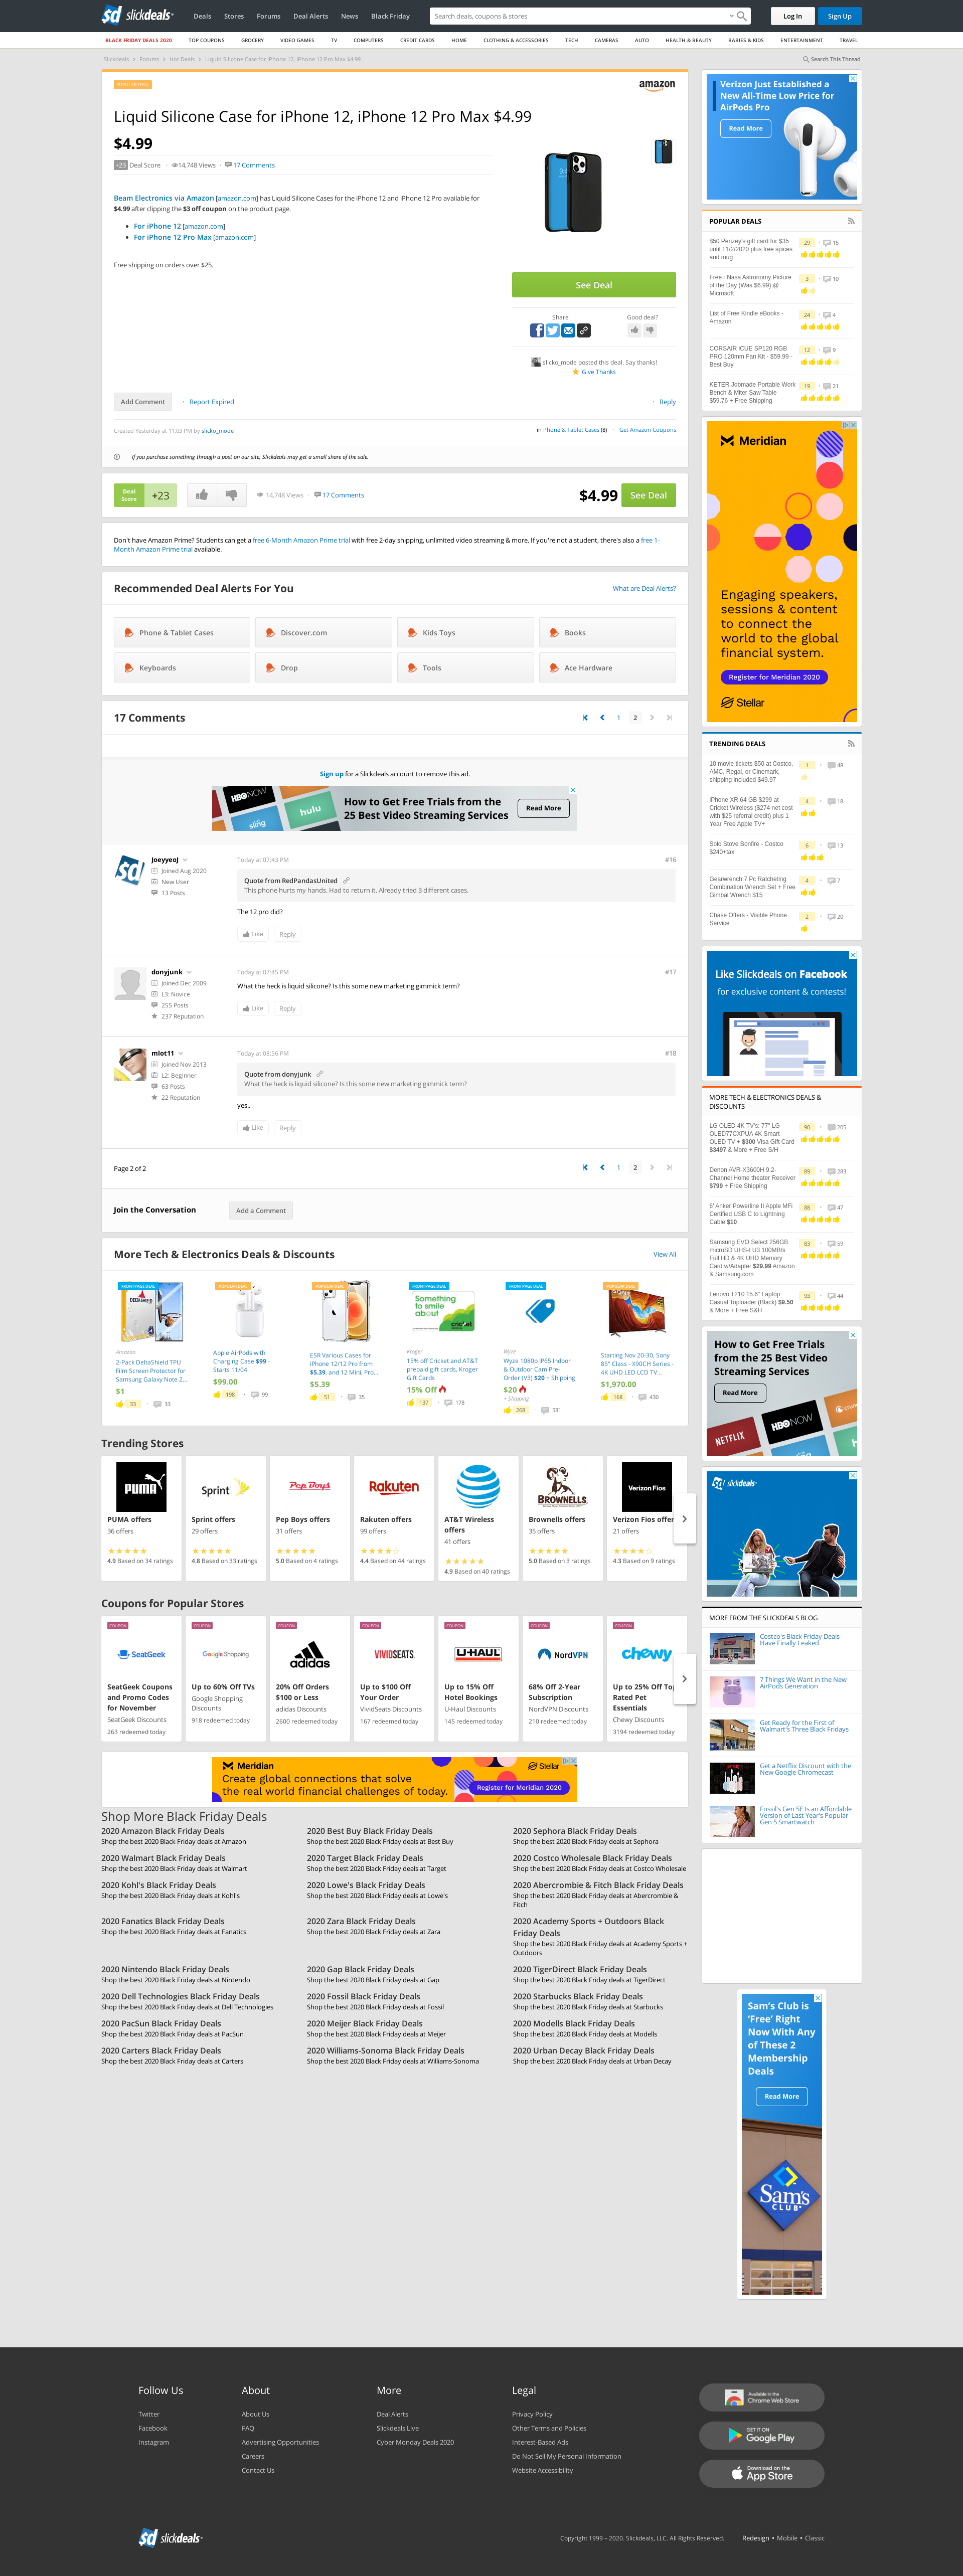 slickdeals
Deals
Stores
Forums
Deal Alerts
News
Black Friday
Search deals, coupons & stores
Log In
Sign Up
BLACK FRIDAY DEALS 2020
TOP COUPONS
GROCERY
VIDEO GAMES
TV
COMPUTERS
CREDIT CARDS
HOME
CLOTHING & ACCESSORIES
TECH
CAMERAS
AUTO
HEALTH & BEAUTY
BABIES & KIDS
ENTERTAINMENT
TRAVEL
Slickdeals › Forums › Hot Deals › Liquid Silicone Case for iPhone 12, iPhone 12 Pro Max $4.99
Search This Thread
POPULAR DEAL
amazon
Liquid Silicone Case for iPhone 12, iPhone 12 Pro Max $4.99
$4.99
+23 Deal Score
14,748 Views
17 Comments
Beam Electronics via Amazon [amazon.com] has Liquid Silicone Cases for the iPhone 12 and iPhone 12 Pro available for
$4.99 after clipping the $3 off coupon on the product page.
For iPhone 12 [amazon.com]
For iPhone 12 Pro Max [amazon.com]
Free shipping on orders over $25.
See Deal
Share
Good deal?
slicko_mode posted this deal. Say thanks!
Give Thanks
Add Comment
Report Expired
Reply
Created Yesterday at 11:03 PM by slicko_mode
in Phone & Tablet Cases (8)
Get Amazon Coupons
If you purchase something through a post on our site, Slickdeals may get a small share of the sale.
Deal Score
+23
14,748 Views
17 Comments
$4.99
See Deal
Don't have Amazon Prime? Students can get a free 6-Month Amazon Prime trial with free 2-day shipping, unlimited video streaming & more. If you're not a student, there's also a free 1-
Month Amazon Prime trial available.
Recommended Deal Alerts For You
What are Deal Alerts?
Phone & Tablet Cases
Discover.com
Kids Toys
Books
Keyboards
Drop
Tools
Ace Hardware
17 Comments
1
2
Sign up for a Slickdeals account to remove this ad.
HBO NOW
sling
hulu
How to Get Free Trials from the
25 Best Video Streaming Services
Read More
JoeyyeoJ
Joined Aug 2020
New User
13 Posts
Today at 07:43 PM
#16
Quote from RedPandasUnited
This phone hurts my hands. Had to return it. Already tried 3 different cases.
The 12 pro did?
Like
Reply
donyjunk
Joined Dec 2009
L3: Novice
255 Posts
237 Reputation
Today at 07:45 PM
#17
What the heck is liquid silicone? Is this some new marketing gimmick term?
Like
Reply
mlot11
Joined Nov 2013
L2: Beginner
63 Posts
22 Reputation
Today at 08:56 PM
#18
Quote from donyjunk
What the heck is liquid silicone? Is this some new marketing gimmick term?
yes..
Like
Reply
Page 2 of 2
1
2
Join the Conversation
Add a Comment
More Tech & Electronics Deals & Discounts
View All
FRONTPAGE DEAL
Amazon
2-Pack DeltaShield TPU
Film Screen Protector for
Samsung Galaxy Note 2...
$1
33
33
POPULAR DEAL
Apple AirPods with
Charging Case $99 -
Starts 11/04
$99.00
198
99
POPULAR DEAL
ESR Various Cases for
iPhone 12/12 Pro from
$5.39, and 12 Mini, Pro...
$5.39
51
35
FRONTPAGE DEAL
Something to smile about
cricket
Kroger
15% off Cricket and AT&T
prepaid gift cards, Kroger
Gift Cards
15% Off
137
178
FRONTPAGE DEAL
Wyze
Wyze 1080p IP65 Indoor
& Outdoor Cam Pre-
Order (V3) $20 + Shipping
$20
+ Shipping
268
531
POPULAR DEAL
Starting Nov 20-30, Sony
85" Class - X90CH Series -
4K UHD LED LCD TV...
$1,970.00
168
430
Trending Stores
PUMA
PUMA offers
36 offers
4.9 Based on 34 ratings
Sprint
Sprint offers
29 offers
4.8 Based on 33 ratings
Pep Boys
Pep Boys offers
31 offers
5.0 Based on 4 ratings
Rakuten
Rakuten offers
99 offers
4.4 Based on 44 ratings
AT&T Wireless
offers
41 offers
4.9 Based on 40 ratings
BROWNELLS
Brownells offers
35 offers
5.0 Based on 3 ratings
Verizon Fios
Verizon Fios offer
21 offers
4.3 Based on 9 ratings
Coupons for Popular Stores
COUPON
SeatGeek
SeatGeek Coupons
and Promo Codes
for November
SeatGeek Discounts
263 redeemed today
COUPON
Google Shopping
Up to 60% Off TVs
Google Shopping
Discounts
918 redeemed today
COUPON
adidas
20% Off Orders
$100 or Less
adidas Discounts
2600 redeemed today
COUPON
VIVIDSEATS
Up to $100 Off
Your Order
VividSeats Discounts
167 redeemed today
COUPON
U-HAUL
Up to 15% Off
Hotel Bookings
U-Haul Discounts
145 redeemed today
COUPON
NordVPN
68% Off 2-Year
Subscription
NordVPN Discounts
210 redeemed today
COUPON
chewy
Up to 25% Off To
Rated Pet
Essentials
Chewy Discounts
3194 redeemed today
Meridian
Create global connections that solve
the real world financial challenges of today.
Stellar
Register for Meridian 2020
Shop More Black Friday Deals
2020 Amazon Black Friday Deals
Shop the best 2020 Black Friday deals at Amazon
2020 Best Buy Black Friday Deals
Shop the best 2020 Black Friday deals at Best Buy
2020 Sephora Black Friday Deals
Shop the best 2020 Black Friday deals at Sephora
2020 Walmart Black Friday Deals
Shop the best 2020 Black Friday deals at Walmart
2020 Target Black Friday Deals
Shop the best 2020 Black Friday deals at Target
2020 Costco Wholesale Black Friday Deals
Shop the best 2020 Black Friday deals at Costco Wholesale
2020 Kohl's Black Friday Deals
Shop the best 2020 Black Friday deals at Kohl's
2020 Lowe's Black Friday Deals
Shop the best 2020 Black Friday deals at Lowe's
2020 Abercrombie & Fitch Black Friday Deals
Shop the best 2020 Black Friday deals at Abercrombie &
Fitch
2020 Fanatics Black Friday Deals
Shop the best 2020 Black Friday deals at Fanatics
2020 Zara Black Friday Deals
Shop the best 2020 Black Friday deals at Zara
2020 Academy Sports + Outdoors Black
Friday Deals
Shop the best 2020 Black Friday deals at Academy Sports +
Outdoors
2020 Nintendo Black Friday Deals
Shop the best 2020 Black Friday deals at Nintendo
2020 Gap Black Friday Deals
Shop the best 2020 Black Friday deals at Gap
2020 TigerDirect Black Friday Deals
Shop the best 2020 Black Friday deals at TigerDirect
2020 Dell Technologies Black Friday Deals
Shop the best 2020 Black Friday deals at Dell Technologies
2020 Fossil Black Friday Deals
Shop the best 2020 Black Friday deals at Fossil
2020 Starbucks Black Friday Deals
Shop the best 2020 Black Friday deals at Starbucks
2020 PacSun Black Friday Deals
Shop the best 2020 Black Friday deals at PacSun
2020 Meijer Black Friday Deals
Shop the best 2020 Black Friday deals at Meijer
2020 Modells Black Friday Deals
Shop the best 2020 Black Friday deals at Modells
2020 Carters Black Friday Deals
Shop the best 2020 Black Friday deals at Carters
2020 Williams-Sonoma Black Friday Deals
Shop the best 2020 Black Friday deals at Williams-Sonoma
2020 Urban Decay Black Friday Deals
Shop the best 2020 Black Friday deals at Urban Decay
Verizon Just Established a
New All-Time Low Price for
AirPods Pro
Read More
POPULAR DEALS
$50 Penzey's gift card for $35
until 11/2/2020 plus free spices
and mug
29
15
Free : Nasa Astronomy Picture
of the Day (Was $6.99) @
Microsoft
3
10
List of Free Kindle eBooks -
Amazon
24
4
CORSAIR iCUE SP120 RGB
PRO 120mm Fan Kit - $59.99 -
Best Buy
12
9
KETER Jobmade Portable Work
Bench & Miter Saw Table
$59.76 + Free Shipping
19
21
Meridian
Engaging speakers,
sessions & content
to connect the
world to the global
financial system.
Register for Meridian 2020
Stellar
TRENDING DEALS
10 movie tickets $50 at Costco,
AMC, Regal, or Cinemark,
shipping included $49.97
1
48
iPhone XR 64 GB $299 at
Cricket Wireless ($274 net cost
with $25 referral credit) plus 1
Year Free Apple TV+
4
18
Solo Stove Bonfire - Costco
$240+tax
6
13
Gearwrench 7 Pc Ratcheting
Combination Wrench Set + Free
Gimbal Wrench $15
4
7
Chase Offers - Visible Phone
Service
2
20
Like Slickdeals on Facebook
for exclusive content & contests!
MORE TECH & ELECTRONICS DEALS &
DISCOUNTS
LG OLED 4K TV's: 77" LG
OLED77CXPUA 4K Smart
OLED TV + $300 Visa Gift Card
$3497 & More + Free S/H
90
205
Denon AVR-X3600H 9.2-
Channel Home theater Receiver
$799 + Free Shipping
89
283
6' Anker Powerline II Apple MFi
Certified USB C to Lightning
Cable $10
88
47
Samsung EVO Select 256GB
microSD UHS-I U3 100MB/s
Full HD & 4K UHD Memory
Card w/Adapter $29.99 Amazon
& Samsung.com
83
59
Lenovo T210 15.6" Laptop
Casual Toploader (Black) $9.50
& More + Free S&H
93
44
How to Get Free Trials
from the 25 Best Video
Streaming Services
Read More
NETFLIX
HBO NOW
hulu
slickdeals
MORE FROM THE SLICKDEALS BLOG
Costco's Black Friday Deals
Have Finally Leaked
7 Things We Want in the New
AirPods Generation
Get Ready for the First of
Walmart's Three Black Fridays
Get a Netflix Discount with the
New Google Chromecast
Fossil's Gen 5E Is an Affordable
Version of Last Year's Popular
Gen 5 Smartwatch
Sam's Club is
'Free' Right
Now With Any
of These 2
Membership
Deals
Read More
Sam's CLUB
Follow Us
Twitter
Facebook
Instagram
About
About Us
FAQ
Advertising Opportunities
Careers
Contact Us
More
Deal Alerts
Slickdeals Live
Cyber Monday Deals 2020
Legal
Privacy Policy
Other Terms and Policies
Interest-Based Ads
Do Not Sell My Personal Information
Website Accessibility
Available in the
Chrome Web Store
GET IT ON
Google Play
Download on the
App Store
slickdeals
Copyright 1999 – 2020. Slickdeals, LLC. All Rights Reserved.
Redesign • Mobile • Classic